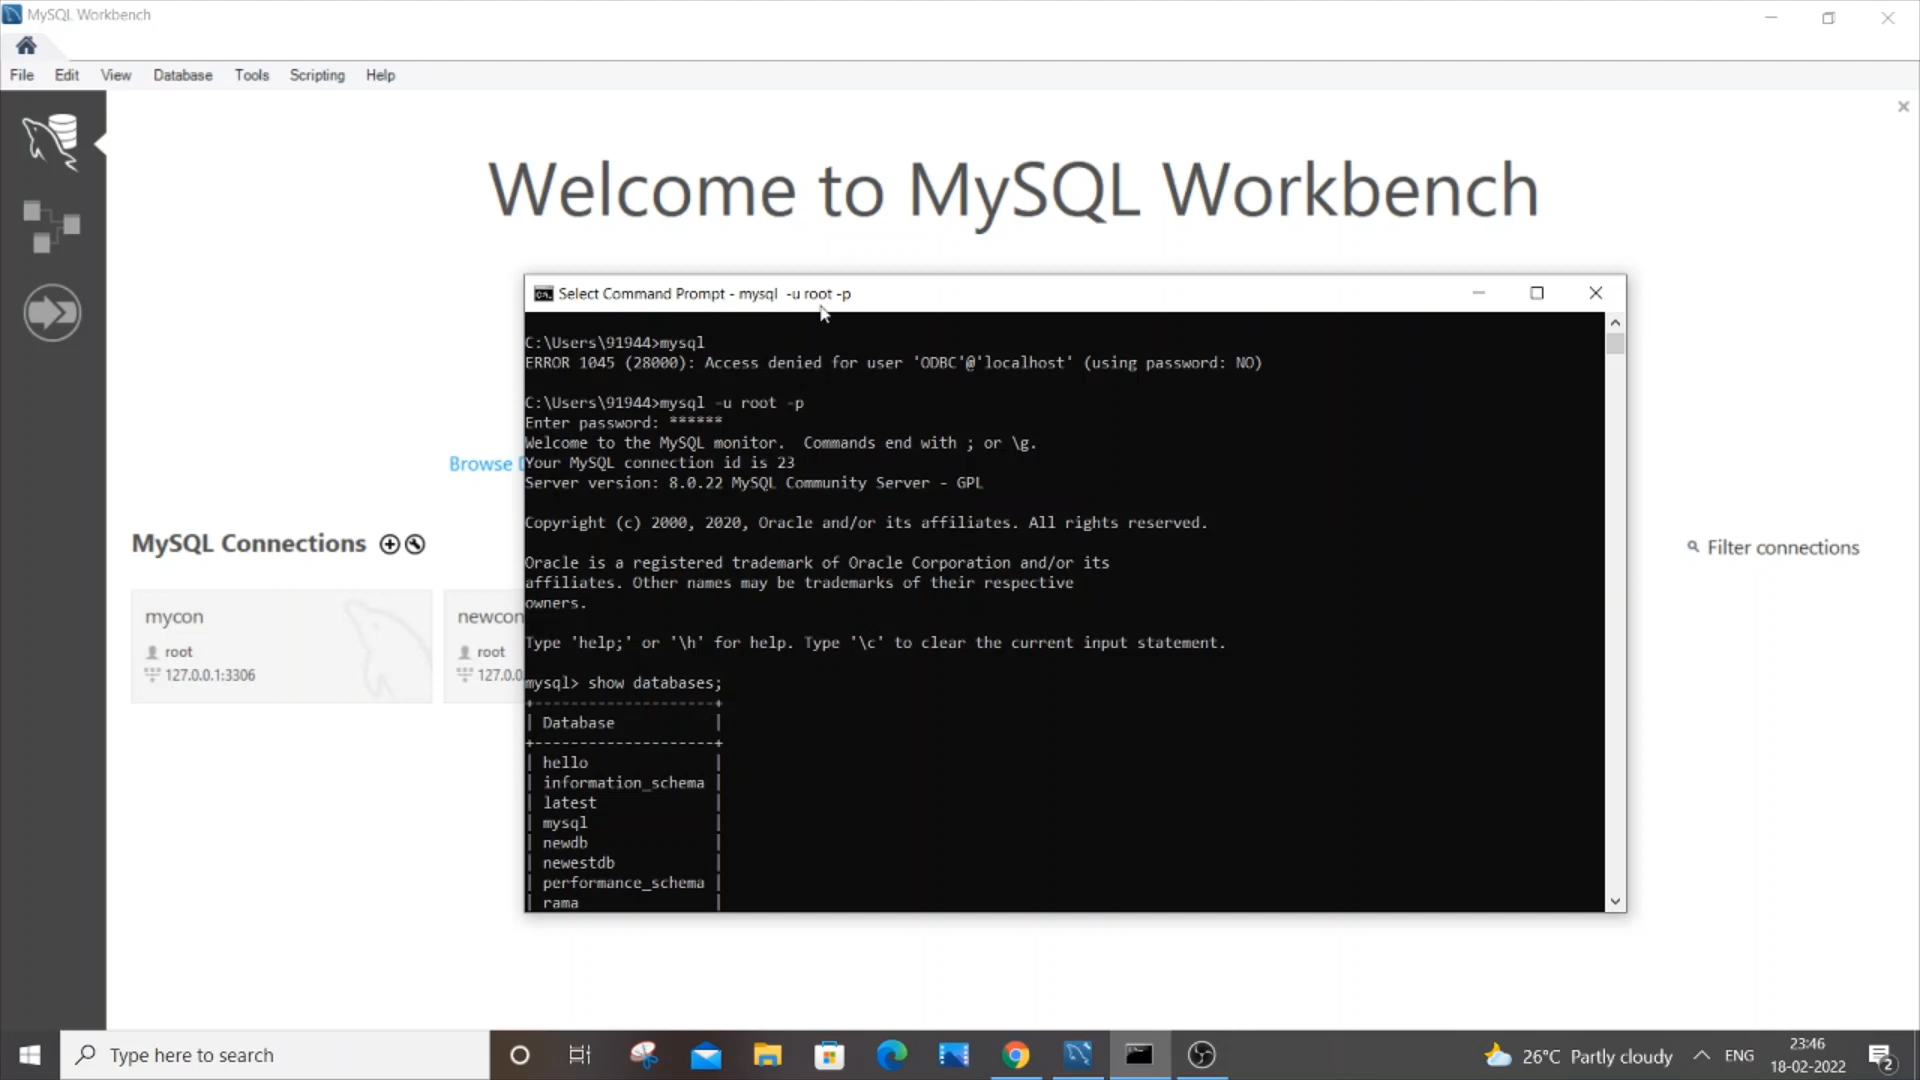 MySQL Workbench
File Edit View Database Tools Scripting Help
Welcome to MySQL Workbench
Select Command Prompt - mysql  -u root -p
C:\Users\91944>mysql
ERROR 1045 (28000): Access denied for user 'ODBC'@'localhost' (using password: NO)
C:\Users\91944>mysql -u root -p
Enter password: ******
Welcome to the MySQL monitor.  Commands end with ; or \g.
Your MySQL connection id is 23
Server version: 8.0.22 MySQL Community Server - GPL
Copyright (c) 2000, 2020, Oracle and/or its affiliates. All rights reserved.
Oracle is a registered trademark of Oracle Corporation and/or its
affiliates. Other names may be trademarks of their respective
owners.
Type 'help;' or '\h' for help. Type '\c' to clear the current input statement.
mysql> show databases;
+--------------------+
| Database           |
+--------------------+
| hello              |
| information_schema |
| latest             |
| mysql              |
| newdb              |
| newestdb           |
| performance_schema |
| rama               |
Browse
MySQL Connections
Filter connections
mycon
root
127.0.0.1:3306
newcon
root
127.0.0
Type here to search
26°C Partly cloudy
ENG
23:46
18-02-2022
2